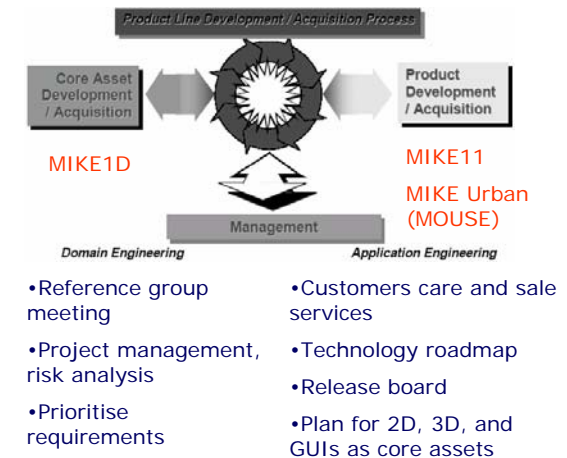 Product Line Development / Acquisition Process
Core Asset
Development
/ Acquisition
Product
Development
/ Acquisition
MIKE1D
MIKE11
MIKE Urban
(MOUSE)
Management
Domain Engineering
Application Engineering
•Reference group
meeting
•Project management,
risk analysis
•Prioritise
requirements
•Customers care and sale
services
•Technology roadmap
•Release board
•Plan for 2D, 3D, and
GUIs as core assets